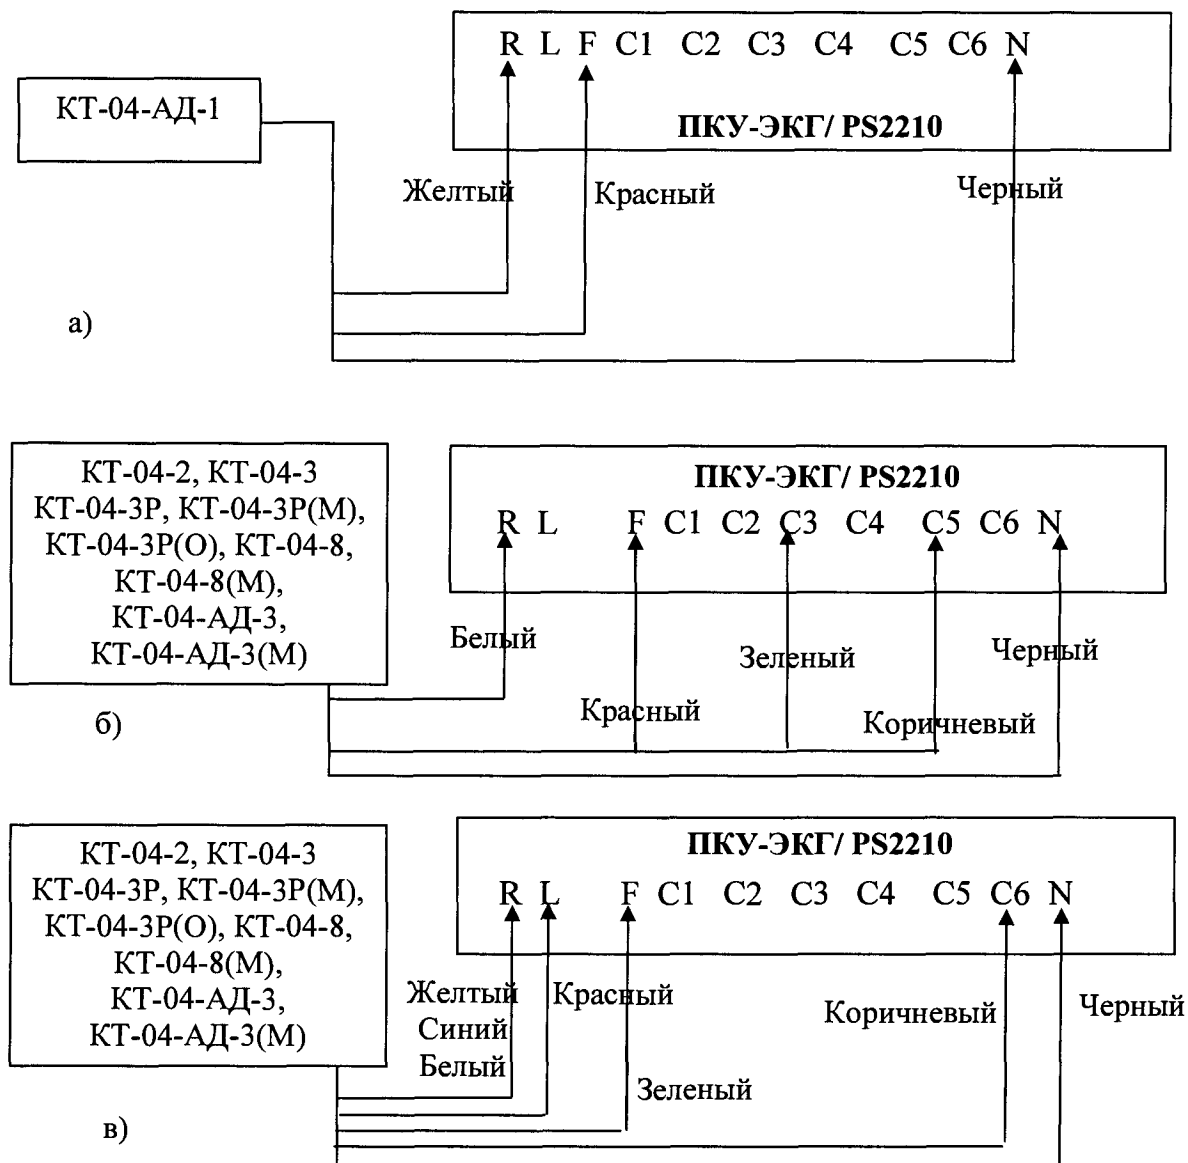 R L F C1 C2 C3 C4 C5 C6 N
КТ-04-АД-1
ПКУ-ЭКГ/ PS2210
Желтый
Красный
Черный
а)
КТ-04-2, КТ-04-3
КТ-04-3Р, КТ-04-3Р(М),
КТ-04-3Р(О), КТ-04-8,
КТ-04-8(М),
КТ-04-АД-3,
КТ-04-АД-3(М)
ПКУ-ЭКГ/ PS2210
R L F C1 C2 C3 C4 C5 C6 N
Белый
Зеленый
Черный
Красный
Коричневый
б)
КТ-04-2, КТ-04-3
КТ-04-3Р, КТ-04-3Р(М),
КТ-04-3Р(О), КТ-04-8,
КТ-04-8(М),
КТ-04-АД-3,
КТ-04-АД-3(М)
ПКУ-ЭКГ/ PS2210
R L F C1 C2 C3 C4 C5 C6 N
Желтый
Синий
Белый
Красный
Коричневый
Черный
Зеленый
в)